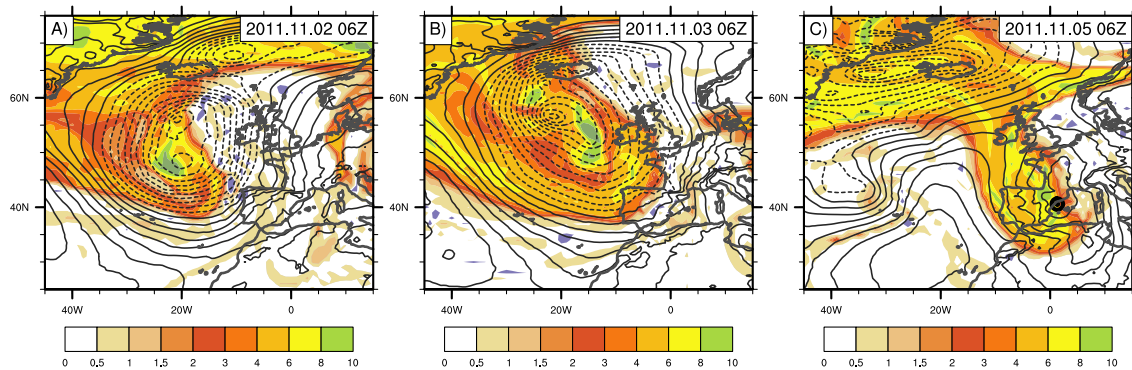 A) 2011.11.02 06Z
B) 2011.11.03 06Z
C) 2011.11.05 06Z
60N 60N 60N
40N 40N 40N
40W 20W 0 40W 20W 0 40W 20W 0
0 0.5 1 1.5 2 3 4 6 8 10
0 0.5 1 1.5 2 3 4 6 8 10
0 0.5 1 1.5 2 3 4 6 8 10